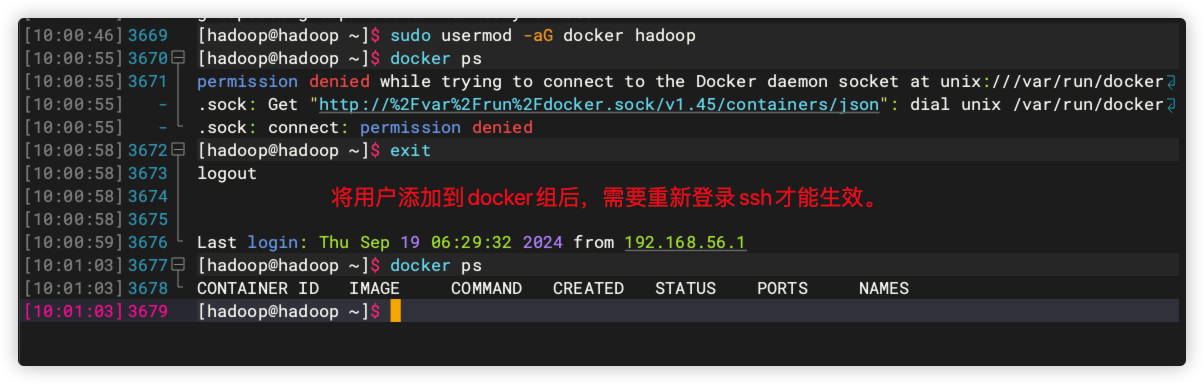 [10:00:46] 3669 [hadoop@hadoop ~]$ sudo usermod -aG docker hadoop
[10:00:55] 3670 [hadoop@hadoop ~]$ docker ps
[10:00:55] 3671 permission denied while trying to connect to the Docker daemon socket at unix:///var/run/docker
[10:00:55] - .sock: Get "http://%2Fvar%2Frun%2Fdocker.sock/v1.45/containers/json": dial unix /var/run/docker
[10:00:55] - .sock: connect: permission denied
[10:00:58] 3672 [hadoop@hadoop ~]$ exit
[10:00:58] 3673 logout
[10:00:58] 3674 将用户添加到docker组后，需要重新登录ssh才能生效。
[10:00:58] 3675
[10:00:59] 3676 Last login: Thu Sep 19 06:29:32 2024 from 192.168.56.1
[10:01:03] 3677 [hadoop@hadoop ~]$ docker ps
[10:01:03] 3678 CONTAINER ID IMAGE COMMAND CREATED STATUS PORTS NAMES
[10:01:03] 3679 [hadoop@hadoop ~]$